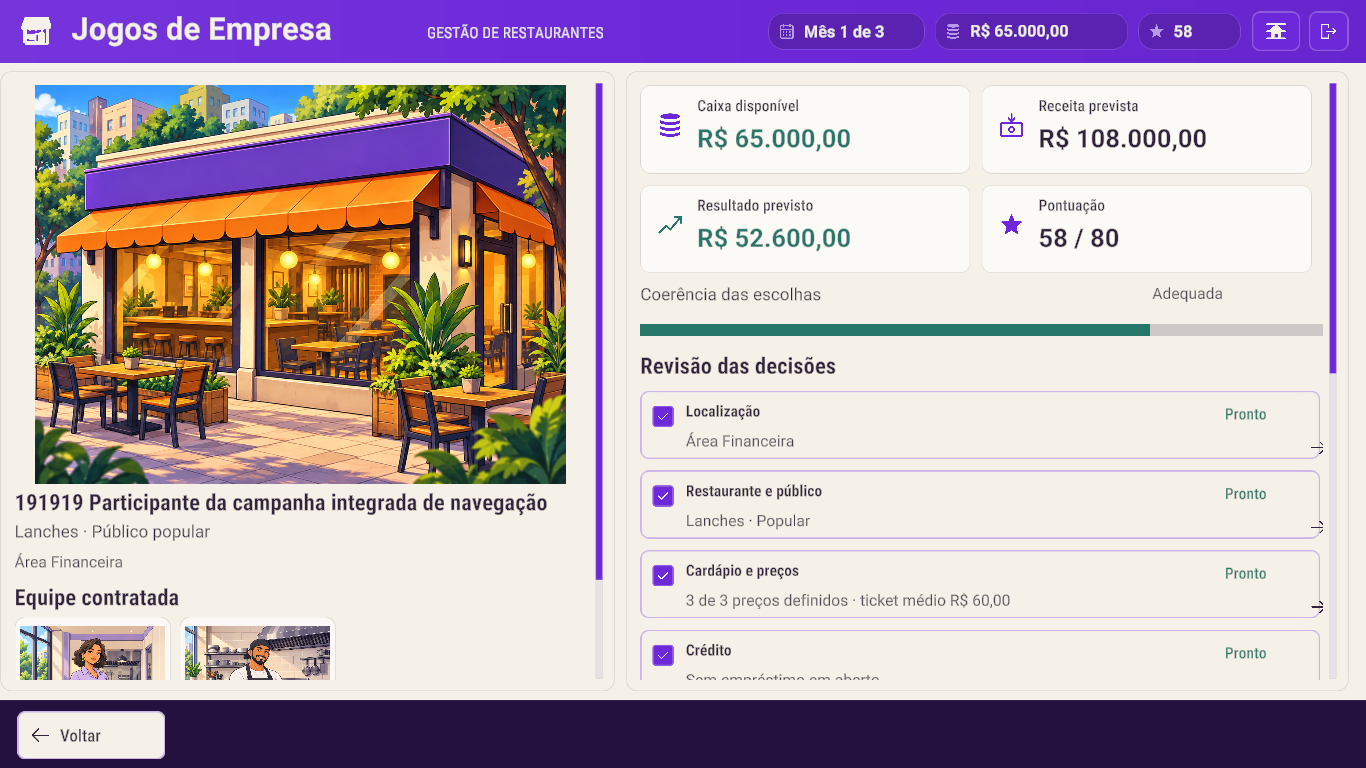 Jogos de Empresa
GESTÃO DE RESTAURANTES
Mês 1 de 3
R$ 65.000,00
58
191919 Participante da campanha integrada de navegação
Lanches · Público popular
Área Financeira
Equipe contratada
Caixa disponível
R$ 65.000,00
Receita prevista
R$ 108.000,00
Resultado previsto
R$ 52.600,00
Pontuação
58 / 80
Coerência das escolhas
Adequada
Revisão das decisões
Localização
Pronto
Área Financeira
Restaurante e público
Pronto
Lanches · Popular
Cardápio e preços
Pronto
3 de 3 preços definidos · ticket médio R$ 60,00
Crédito
Pronto
Sem empréstimo em aberto
Voltar